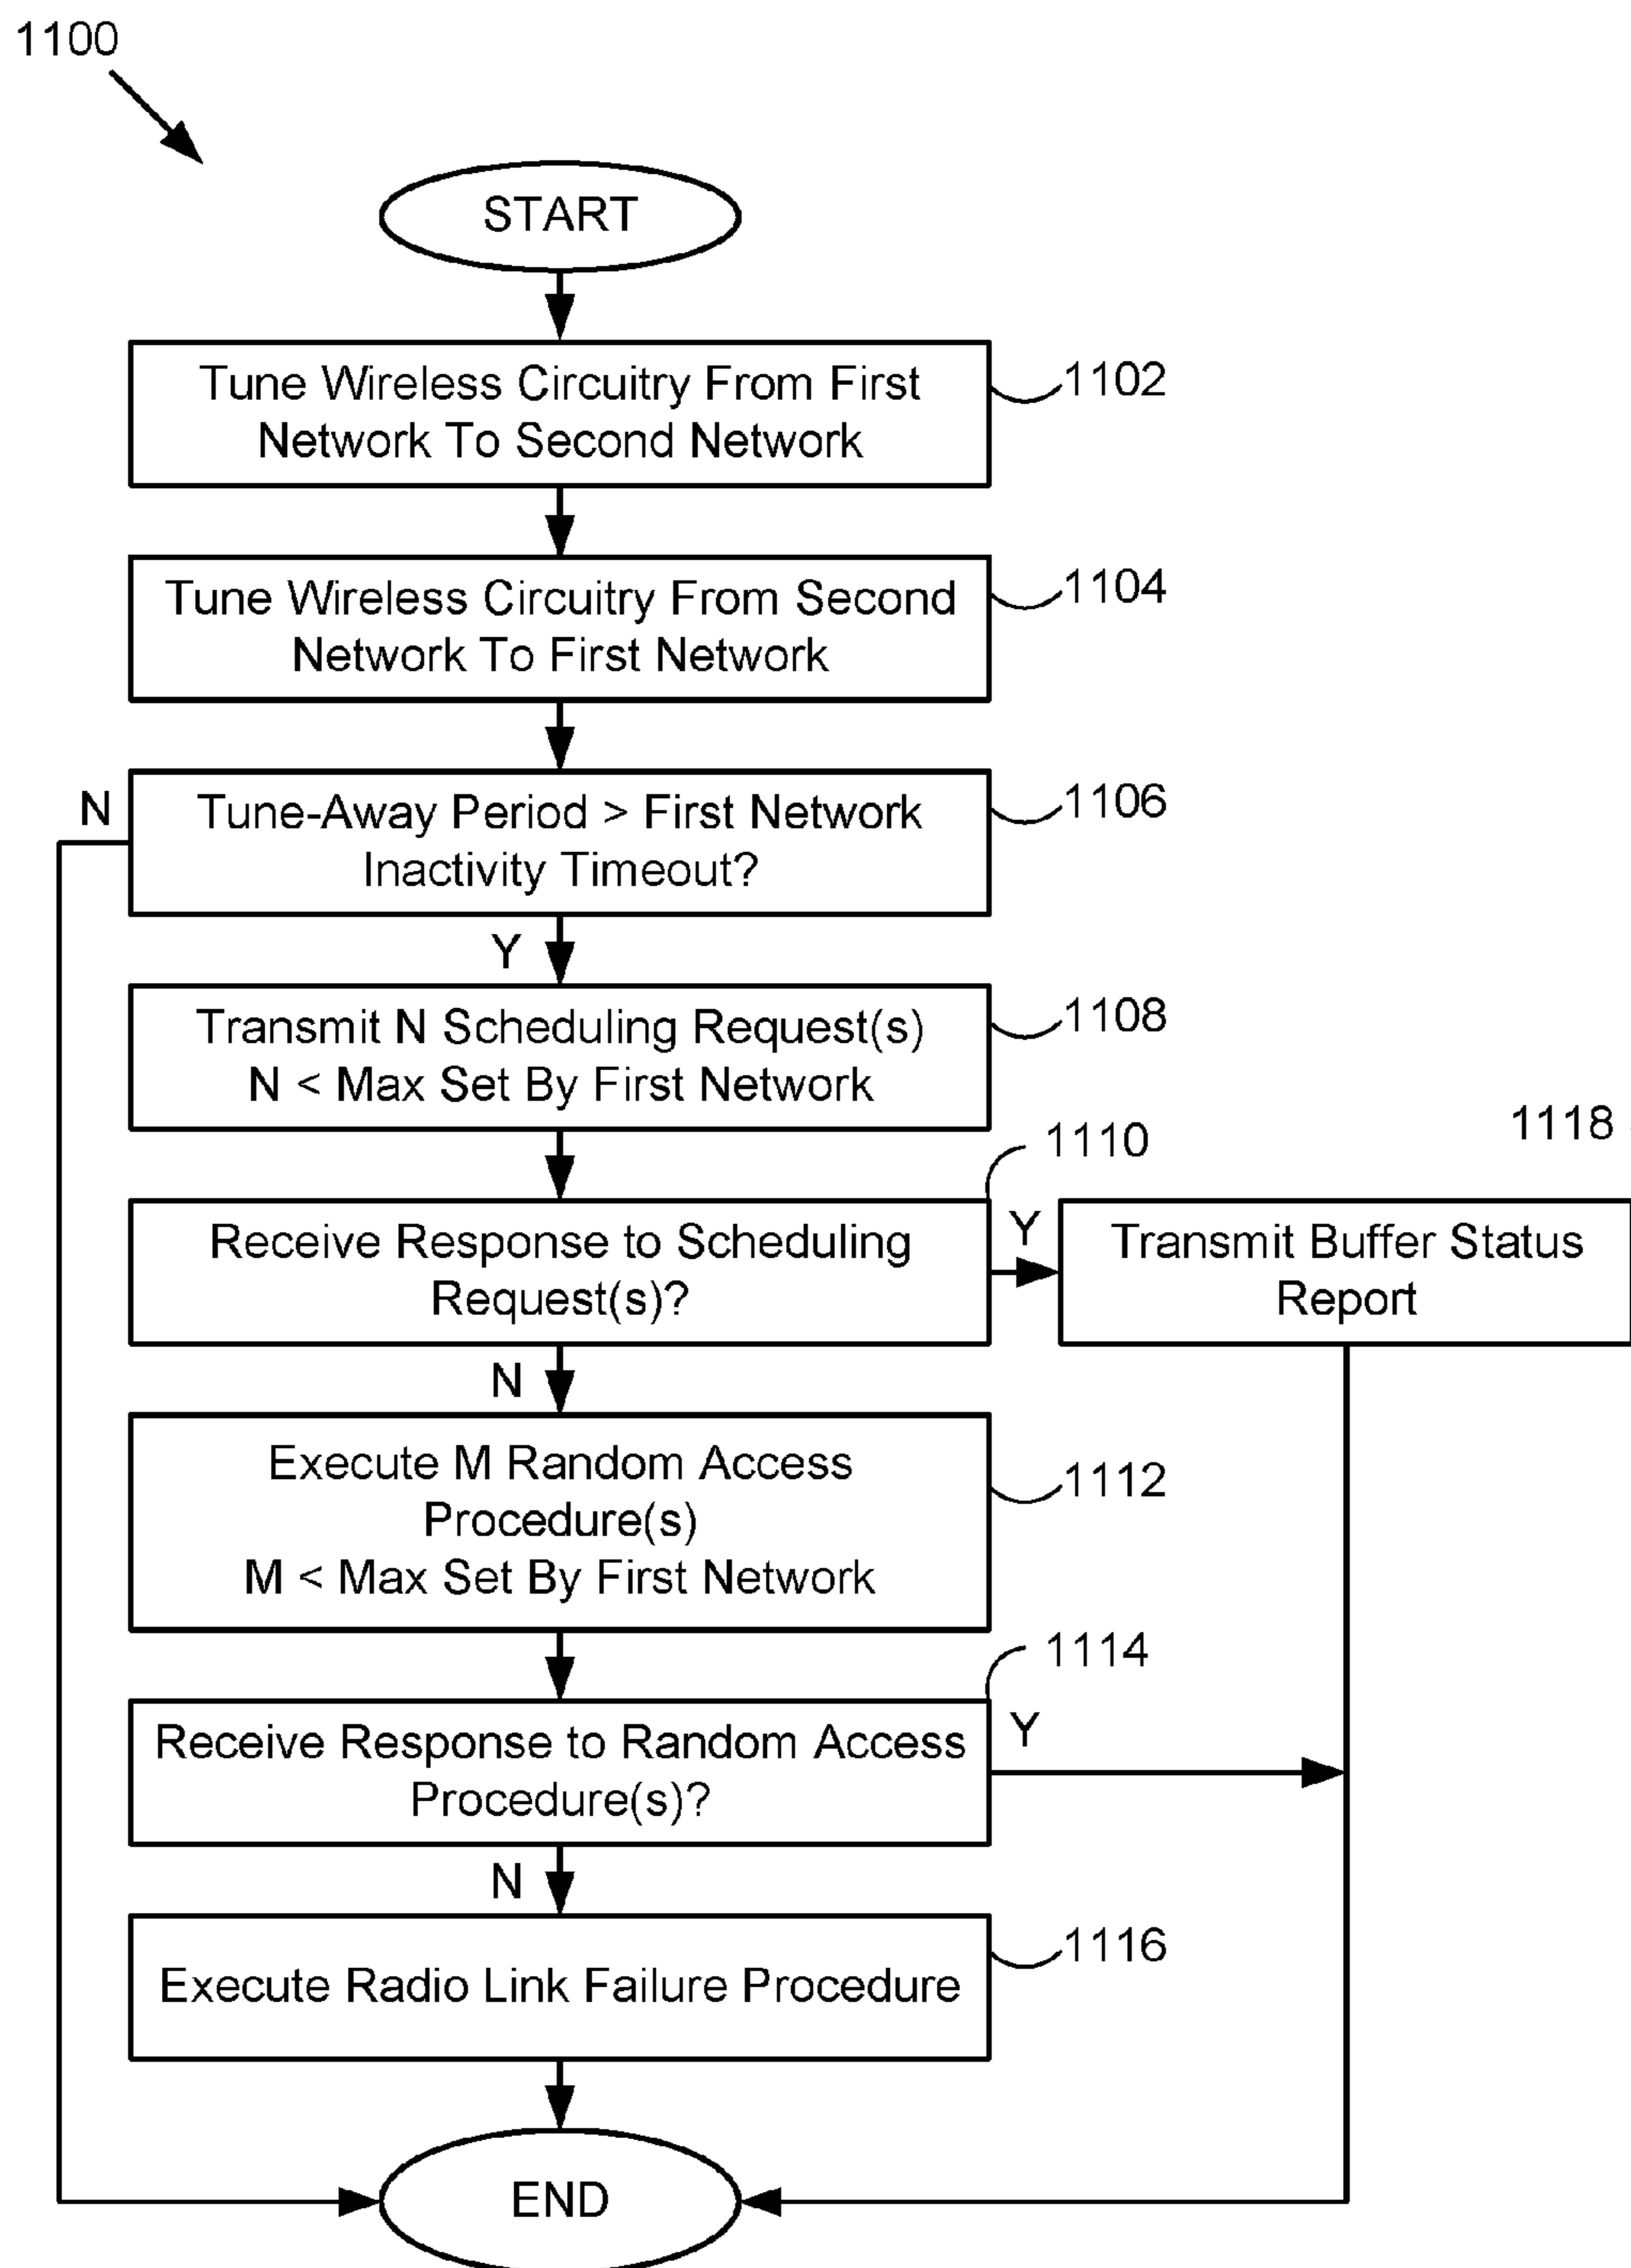 1100
START
Tune Wireless Circuitry From First
Network To Second Network
1102
Tune Wireless Circuitry From Second
Network To First Network
1104
N
Tune-Away Period > First Network
Inactivity Timeout?
1106
Y
Transmit N Scheduling Request(s)
N < Max Set By First Network
1108
1110
1118
Receive Response to Scheduling
Request(s)?
Y
Transmit Buffer Status
Report
N
Execute M Random Access
Procedure(s)
M < Max Set By First Network
1112
1114
Receive Response to Random Access
Procedure(s)?
Y
N
Execute Radio Link Failure Procedure
1116
END